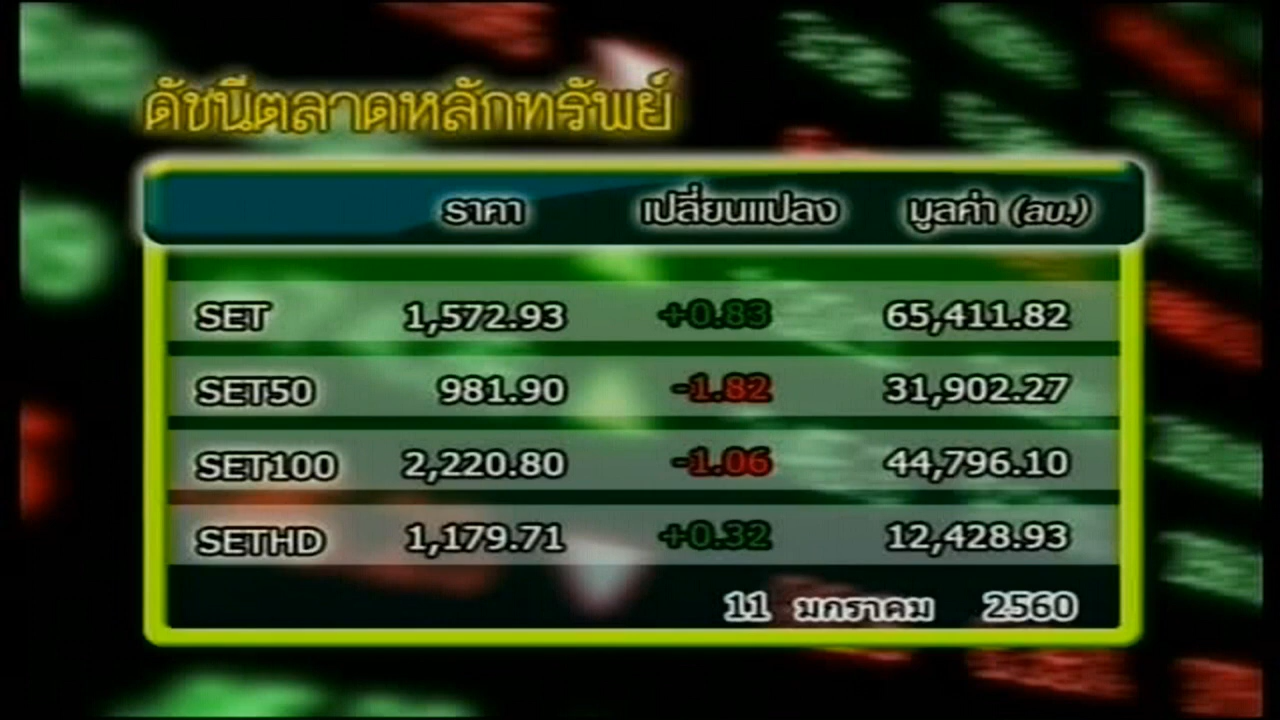 ดัชนีตลาดหลักทรัพย์
ราคา เปลี่ยนแปลง มูลค่า (ลบ.)
SET 1,572.93 +0.83 65,411.82
SET50 981.90 -1.82 31,902.27
SET100 2,220.80 -1.06 44,796.10
SETHD 1,179.71 +0.32 12,428.93
11 มกราคม 2560